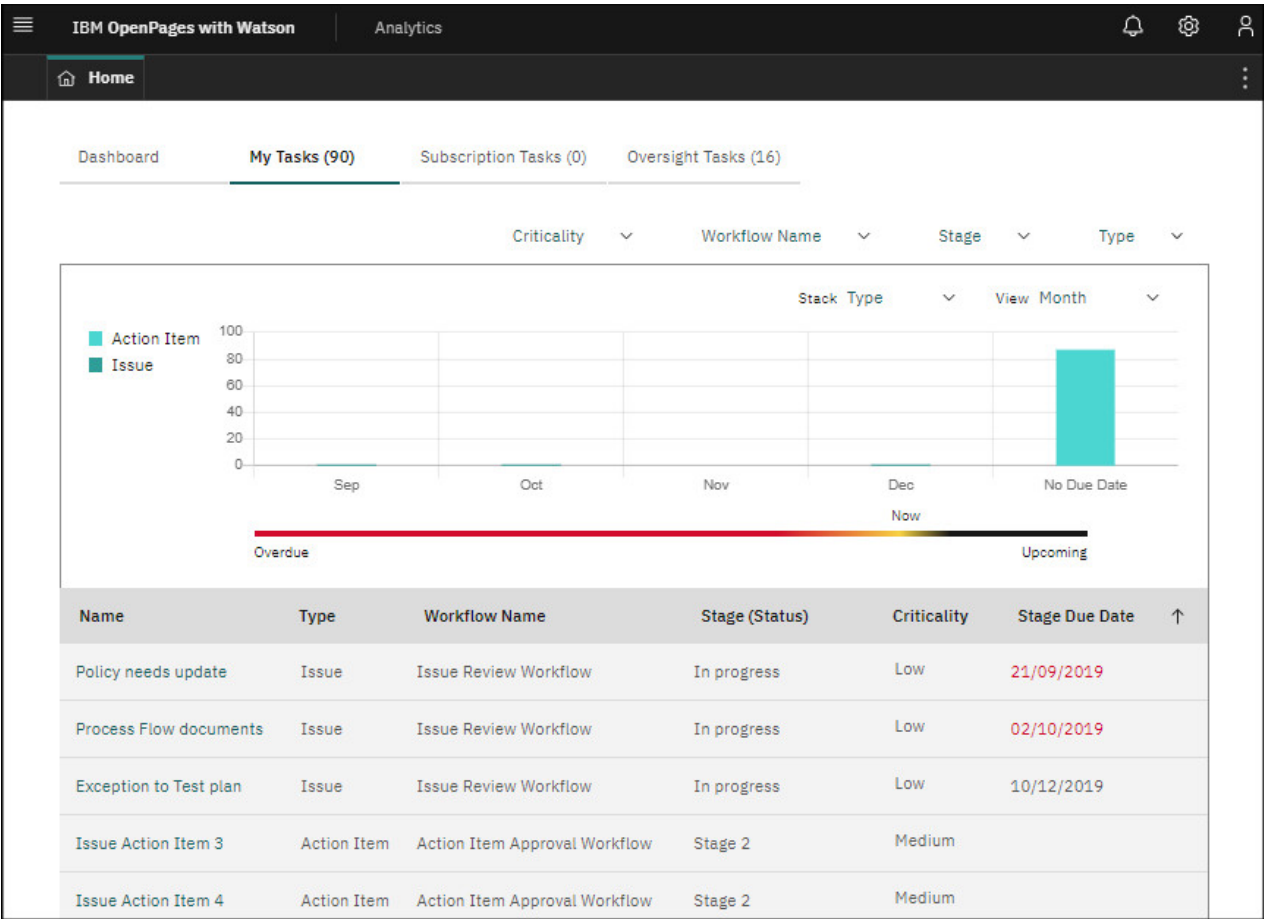 IBM OpenPages with Watson Analytics
Home
Dashboard My Tasks (90) Subscription Tasks (0) Oversight Tasks (16)
Criticality Workflow Name Stage Type
Stack Type View Month
Action Item
Issue
100
80
60
40
20
0
Sep Oct Nov Dec No Due Date
Now
Overdue Upcoming
Name Type Workflow Name Stage (Status) Criticality Stage Due Date
Policy needs update Issue Issue Review Workflow In progress Low 21/09/2019
Process Flow documents Issue Issue Review Workflow In progress Low 02/10/2019
Exception to Test plan Issue Issue Review Workflow In progress Low 10/12/2019
Issue Action Item 3 Action Item Action Item Approval Workflow Stage 2 Medium
Issue Action Item 4 Action Item Action Item Approval Workflow Stage 2 Medium